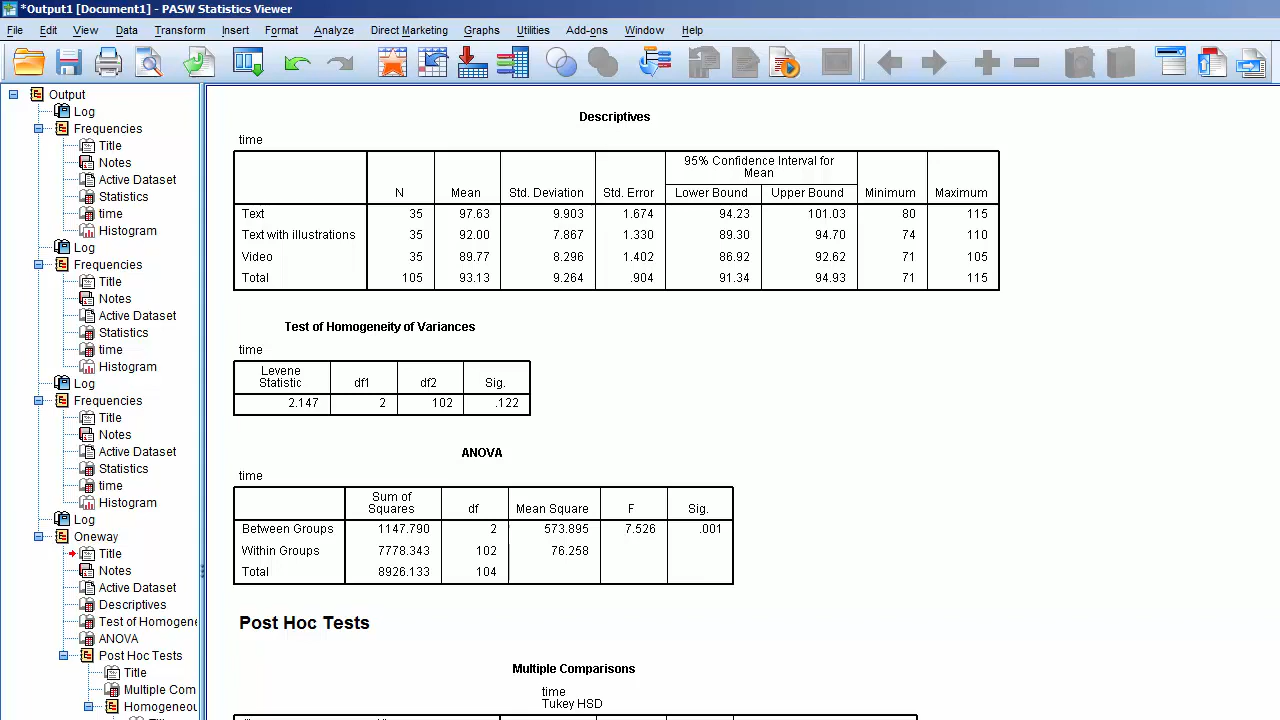 *Output1 [Document1] - PASW Statistics Viewer
File Edit View Data Transform Insert Format Analyze Direct Marketing Graphs Utilities Add-ons Window Help
Output
Log
Frequencies
Title
Notes
Active Dataset
Statistics
time
Histogram
Log
Frequencies
Title
Notes
Active Dataset
Statistics
time
Histogram
Log
Frequencies
Title
Notes
Active Dataset
Statistics
time
Histogram
Log
Oneway
Title
Notes
Active Dataset
Descriptives
Test of Homogene
ANOVA
Post Hoc Tests
Title
Multiple Com
Homogeneou
Descriptives
time
95% Confidence Interval for
Mean
N Mean Std. Deviation Std. Error Lower Bound Upper Bound Minimum Maximum
Text 35 97.63 9.903 1.674 94.23 101.03 80 115
Text with illustrations 35 92.00 7.867 1.330 89.30 94.70 74 110
Video 35 89.77 8.296 1.402 86.92 92.62 71 105
Total 105 93.13 9.264 .904 91.34 94.93 71 115
Test of Homogeneity of Variances
time
Levene
Statistic df1 df2 Sig.
2.147 2 102 .122
ANOVA
time
Sum of
Squares df Mean Square F Sig.
Between Groups 1147.790 2 573.895 7.526 .001
Within Groups 7778.343 102 76.258
Total 8926.133 104
Post Hoc Tests
Multiple Comparisons
time
Tukey HSD